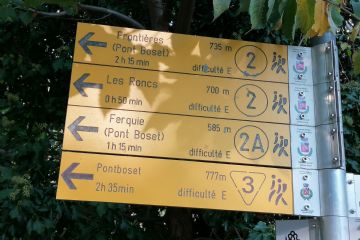 Frontières 735 m
(Pont Boset)
2 h 15 min difficulté E 2
Les Roncs 700 m
0 h 50 min difficulté E 2
Ferquie 585 m
(Pont Boset)
1 h 15 min difficulté E 2A
Pontboset 777m
2h 35min difficulté E 3